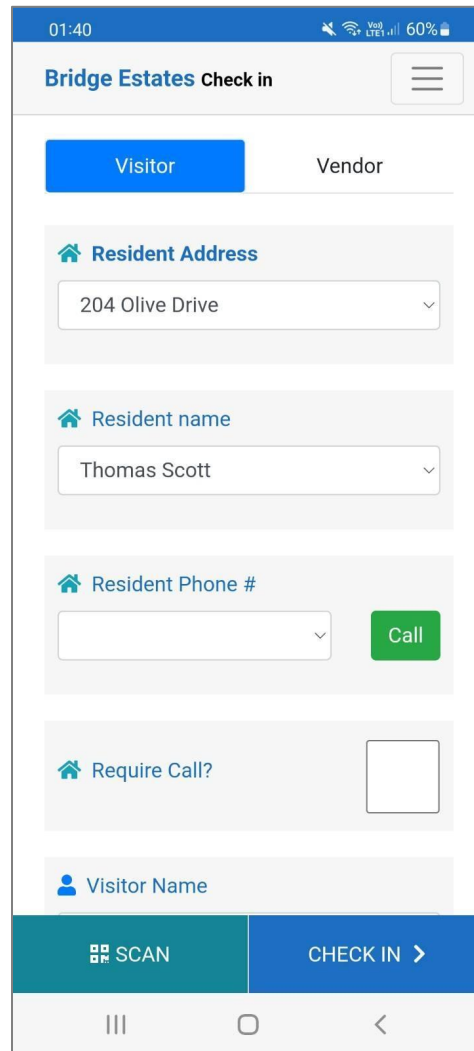 01:40 Vo)) LTE1 60%
Bridge Estates Check in
Visitor Vendor
Resident Address
204 Olive Drive
Resident name
Thomas Scott
Resident Phone #
Call
Require Call?
Visitor Name
SCAN CHECK IN